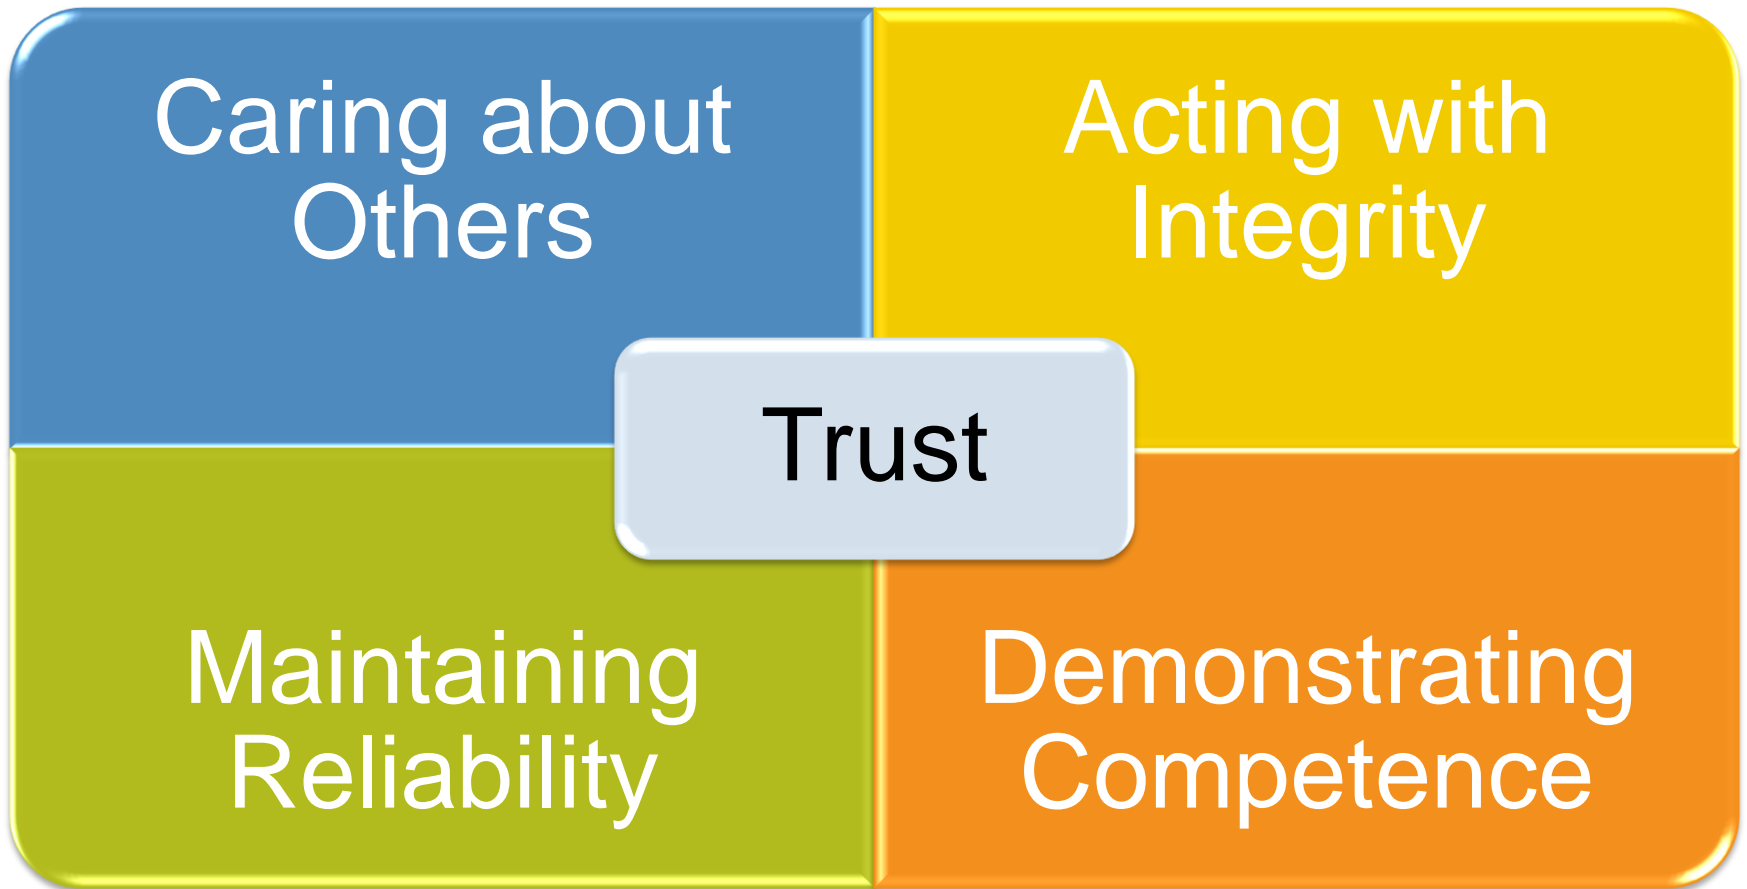 Caring about
Others
Acting with
Integrity
Trust
Maintaining
Reliability
Demonstrating
Competence